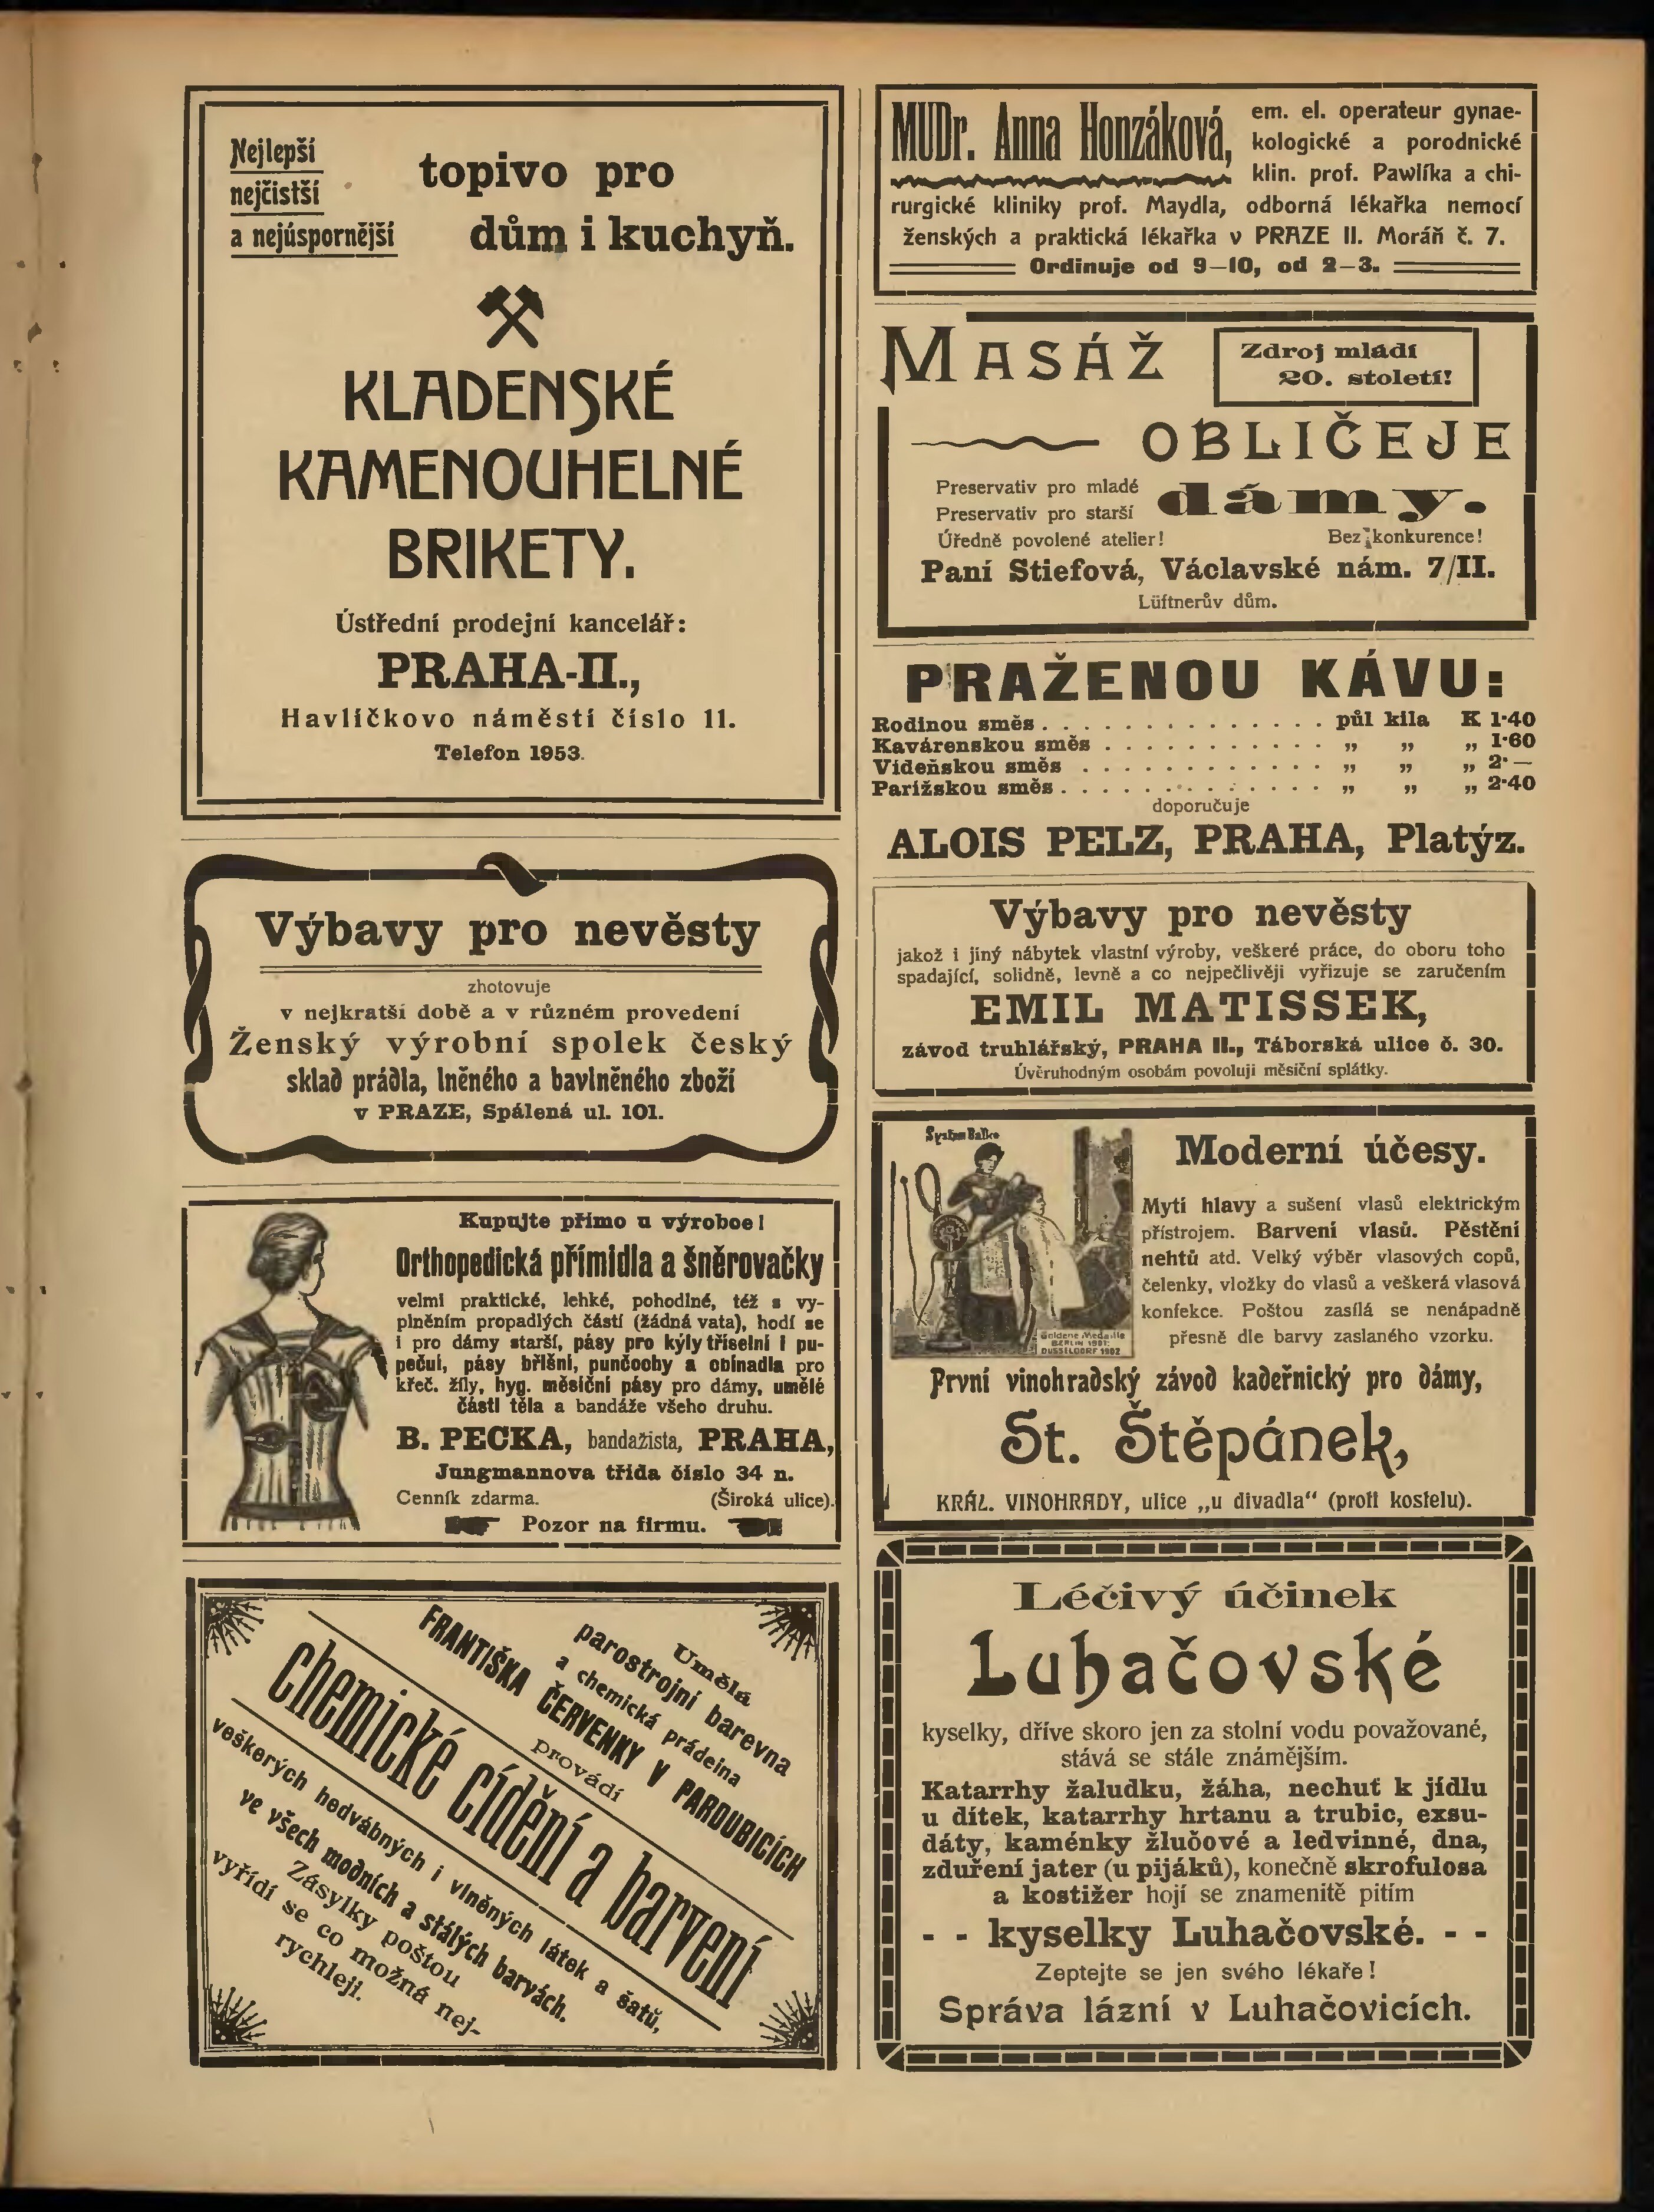 Nejlepší
nejčistší
a nejúspornější
topivo pro
dům i kuchyň.
KLADENSKÉ
KAMENOUHELNÉ
BRIKETY.
Ústřední prodejní kancelář:
PRAHA-II.,
Havlíčkovo náměstí číslo 11.
Telefon 1953.
Výbavy pro nevěsty
zhotovuje
v nejkratší době a v různém provedení
Ženský výrobní spolek český
sklad prádla, lněného a bavlněného zboží
v PRAZE, Spálená ul. 101.
Kupujte přímo u výrobce!
Orthopedická přímidla a šněrovačky
velmi praktické, lehké, pohodlné, též s vy-
plněním propadlých částí (žádná vata), hodí se
i pro dámy starší, pásy pro kýly tříselní i pu-
peční, pásy břišní, punčochy a obinadla pro
křeč. žíly, hyg. měsíční pásy pro dámy, umělé
části těla a bandáže všeho druhu.
B. PECKA, bandažista, PRAHA,
Jungmannova třída číslo 34 n.
Cenník zdarma. (Široká ulice).
Pozor na firmu.
Umělá
parostrojní barevna
a chemická prádelna
FRANTIŠKA ČERVENKY V PARDUBICÍCH
provádí
chemické cídění a barvení
veškerých hedvábných i vlněných látek a šatů,
ve všech modních a stálých barvách.
Zásylky poštou
vyřídí se co možná nej-
rychleji.
MUDr. Anna Honzáková,
em. el. operateur gynae-
kologické a porodnické
klin. prof. Pawlíka a chi-
rurgické kliniky prof. Maydla, odborná lékařka nemocí
ženských a praktická lékařka v PRAZE II. Moráň č. 7.
Ordinuje od 9—10, od 2—3.
MASÁŽ
Zdroj mládí
20. století!
OBLIČEJE
Preservativ pro mladé
Preservativ pro starší
dámy.
Úředně povolené atelier! Bez konkurence!
Paní Stiefová, Václavské nám. 7/II.
Lüftnerův dům.
PRAŽENOU KÁVU:
Rodinou směs . . . . . . . . . . . . . . půl kila K 1·40
Kavárenskou směs . . . . . . . . . . . „ „ „ 1·60
Vídeňskou směs . . . . . . . . . . . . „ „ „ 2·—
Parížskou směs . . . . . . . . . . . . . „ „ „ 2·40
doporučuje
ALOIS PELZ, PRAHA, Platýz.
Výbavy pro nevěsty
jakož i jiný nábytek vlastní výroby, veškeré práce, do oboru toho
spadající, solidně, levně a co nejpečlivěji vyřizuje se zaručením
EMIL MATISSEK,
závod truhlářský, PRAHA II., Táborská ulice č. 30.
Úvěruhodným osobám povoluji měsíční splátky.
System Balke
Goldene Medaille
BERLIN 1901.
DÜSSELDORF 1902
Moderní účesy.
Mytí hlavy a sušení vlasů elektrickým
přístrojem. Barvení vlasů. Pěstění
nehtů atd. Velký výběr vlasových copů,
čelenky, vložky do vlasů a veškerá vlasová
konfekce. Poštou zasílá se nenápadně
přesně dle barvy zaslaného vzorku.
První vinohradský závod kadeřnický pro dámy,
St. Štěpánek,
KRÁL. VINOHRADY, ulice „u divadla“ (proti kostelu).
Léčivý účinek
Luhačovské
kyselky, dříve skoro jen za stolní vodu považované,
stává se stále známějším.
Katarrhy žaludku, žáha, nechuť k jídlu
u dítek, katarrhy hrtanu a trubic, exsu-
dáty, kaménky žlučové a ledvinné, dna,
zduření jater (u pijáků), konečně skrofulosa
a kostižer hojí se znamenitě pitím
- - kyselky Luhačovské. - -
Zeptejte se jen svého lékaře!
Správa lázní v Luhačovicích.